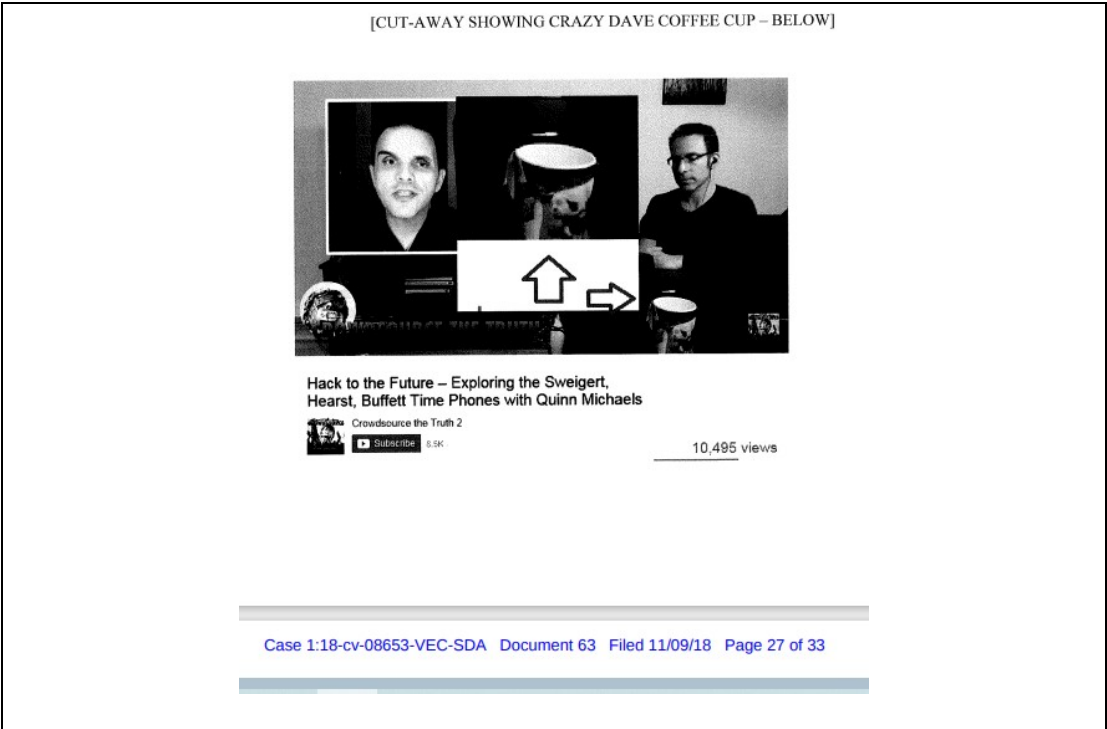 [CUT-AWAY SHOWING CRAZY DAVE COFFEE CUP – BELOW]
Hack to the Future – Exploring the Sweigert,
Hearst, Buffett Time Phones with Quinn Michaels
Crowdsource the Truth 2
Subscribe 8.5K
10,495 views
Case 1:18-cv-08653-VEC-SDA Document 63 Filed 11/09/18 Page 27 of 33